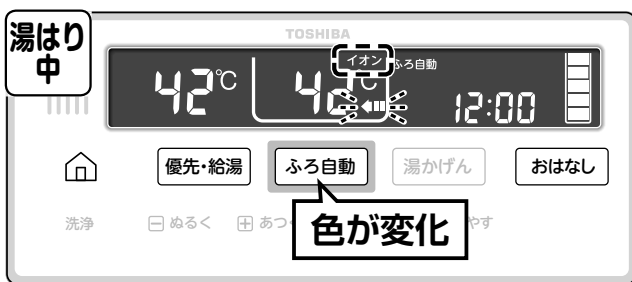 湯はり
中
TOSHIBA
イオン
ふろ自動
42℃
℃
12:00
優先・給湯
ふろ自動
湯かげん
おはなし
色が変化
洗浄
ぬるく
あつ
やす